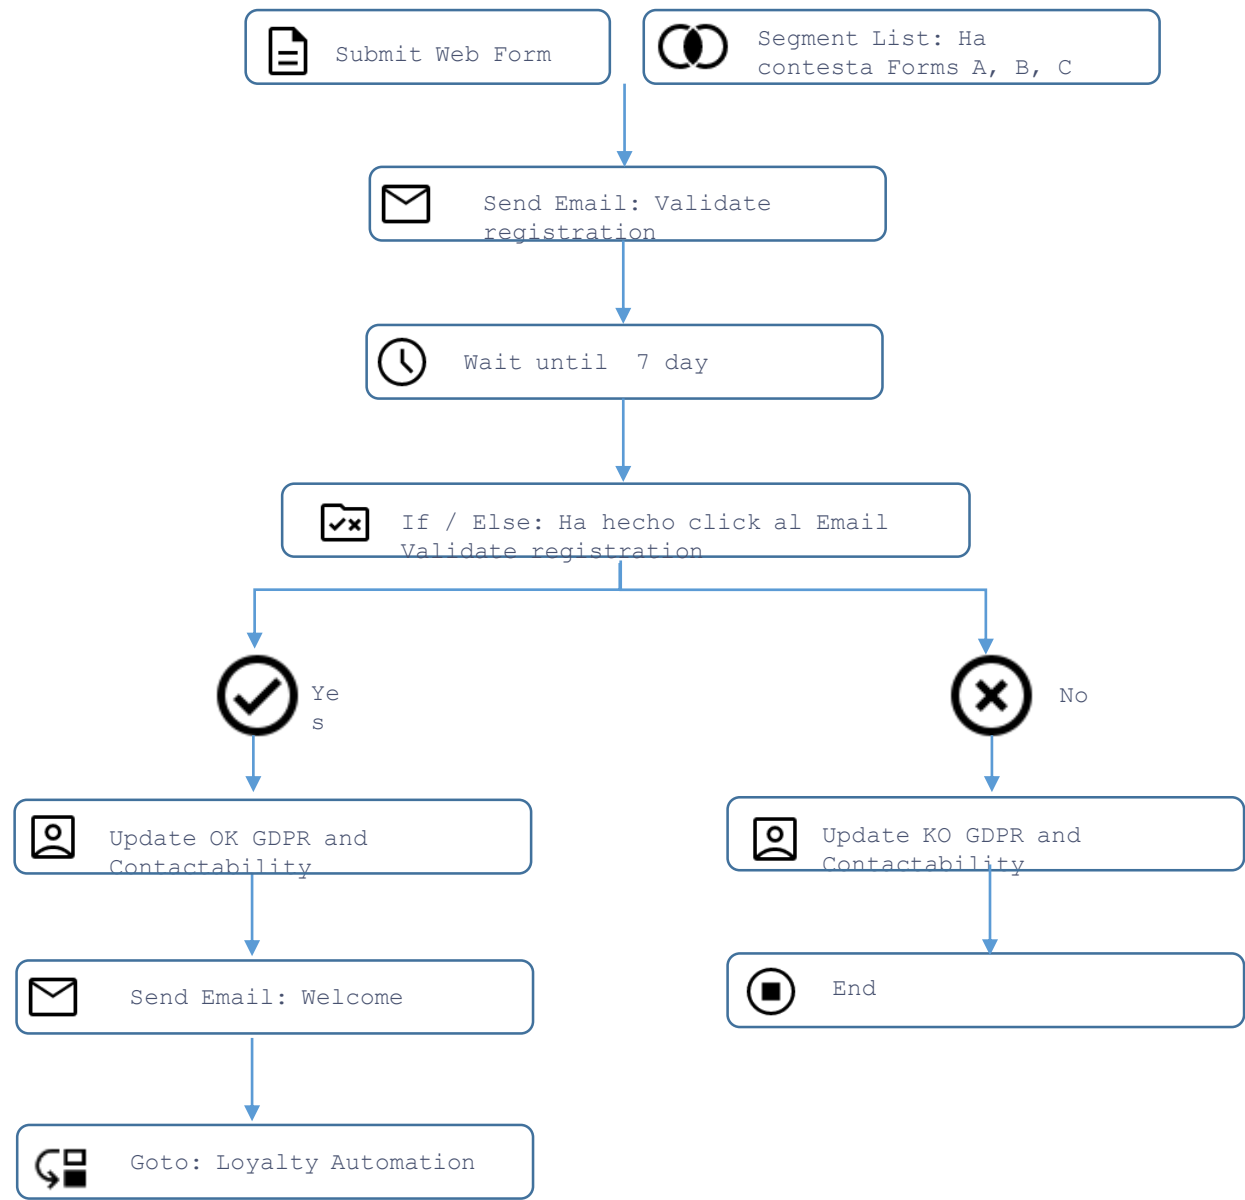 Submit Web Form
Segment List: Ha
contesta Forms A, B, C
Send Email: Validate
registration
Wait until  7 day
If / Else: Ha hecho click al Email
Validate registration
Ye
s
No
Update OK GDPR and
Contactability
Update KO GDPR and
Contactability
Send Email: Welcome
End
Goto: Loyalty Automation